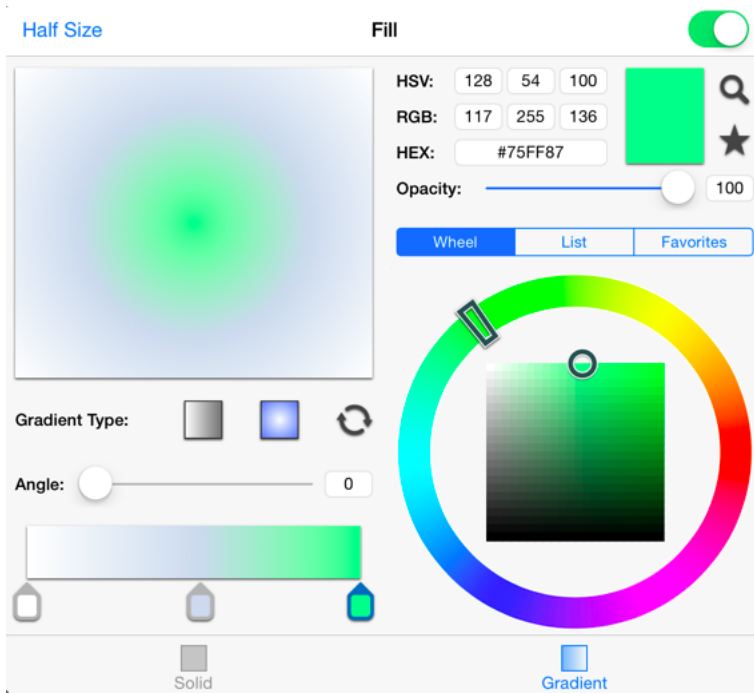 Half Size
Fill
HSV: 128 54 100
RGB: 117 255 136
HEX: #75FF87
Opacity: 100
Wheel List Favorites
Gradient Type:
Angle: 0
Solid
Gradient